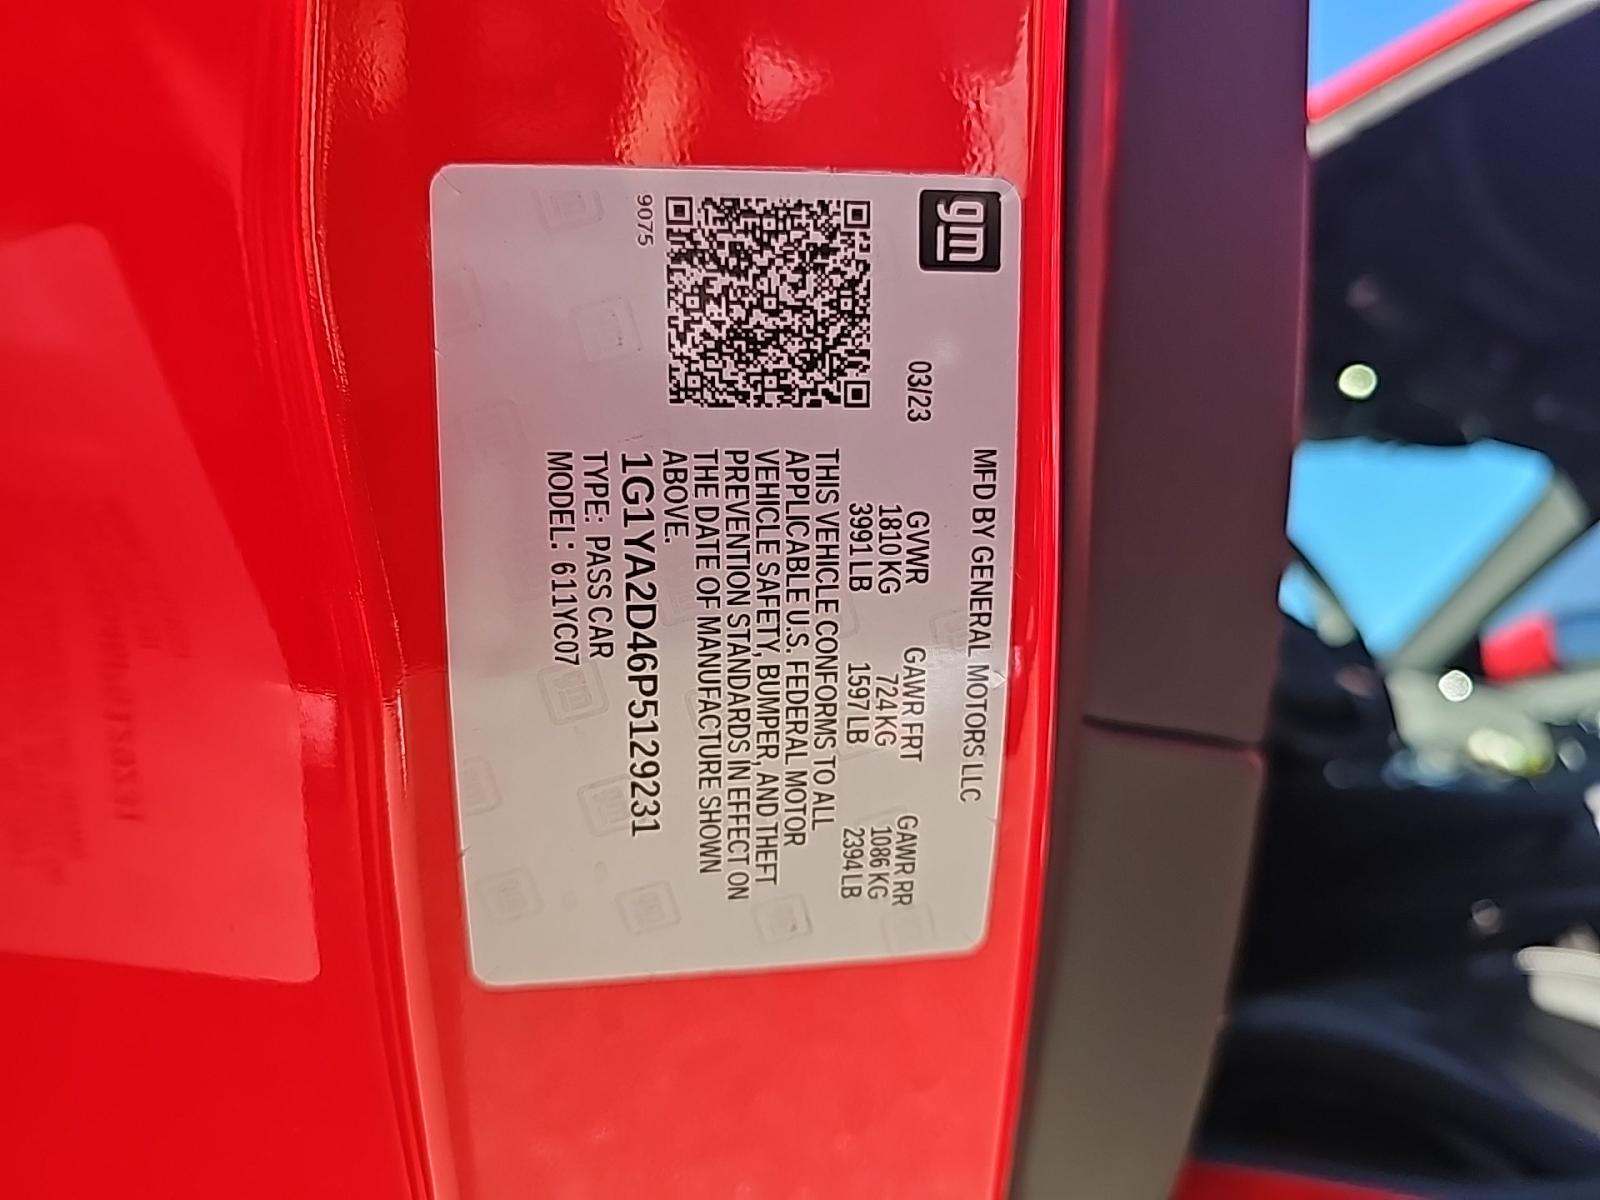 gm
MFD BY GENERAL MOTORS LLC
03/23
GVWR GAWR FRT GAWR RR
1810 KG 724 KG 1086 KG
3991 LB 1597 LB 2394 LB
THIS VEHICLE CONFORMS TO ALL
APPLICABLE U.S. FEDERAL MOTOR
VEHICLE SAFETY, BUMPER, AND THEFT
PREVENTION STANDARDS IN EFFECT ON
THE DATE OF MANUFACTURE SHOWN
ABOVE.
9075
1G1YA2D46P5129231
TYPE: PASS CAR
MODEL: 611YC07